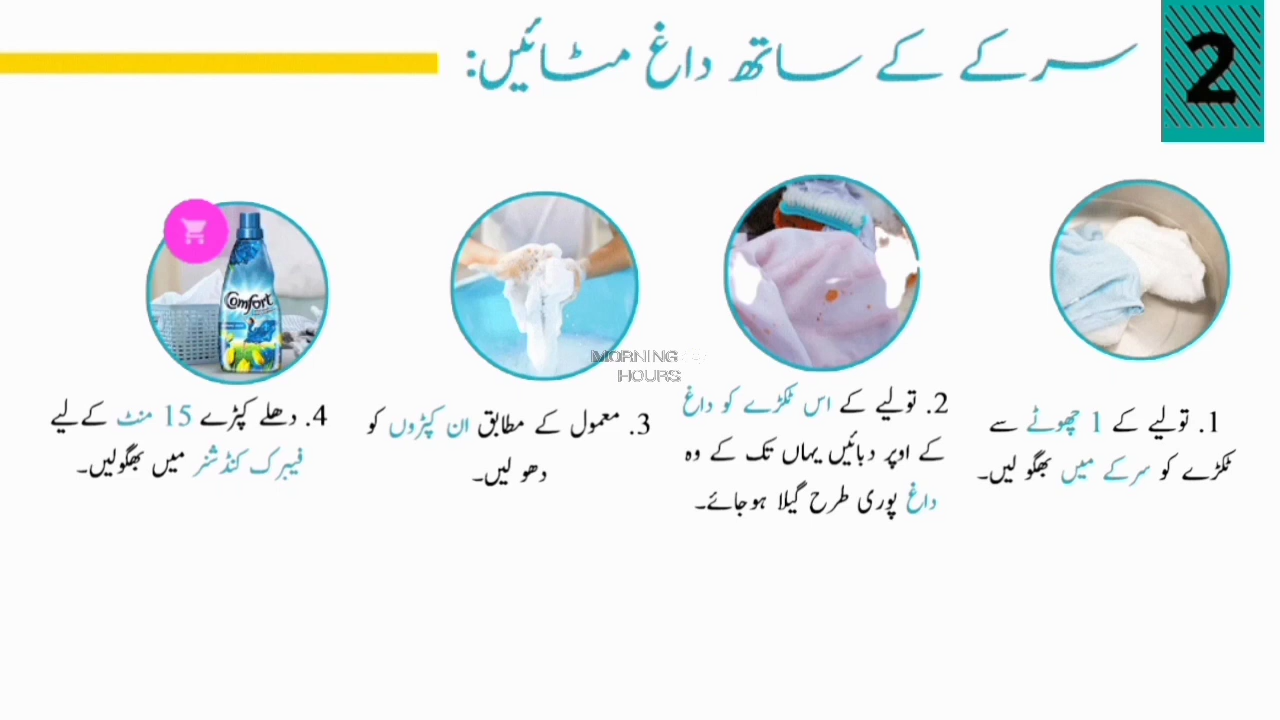 2
سرکے کے ساتھ داغ مٹائیں:
1. تولیے کے 1 چھوٹے سے
ٹکڑے کو سرکے میں بھگو لیں۔
2. تولیے کے اس ٹکڑے کو داغ
کے اوپر دبائیں یہاں تک کے وہ
داغ پوری طرح گیلا ہوجائے۔
3. معمول کے مطابق ان کپڑوں کو
دھو لیں۔
4. دھلے کپڑے 15 منٹ کےلیے
فیبرک کنڈشنر میں بھگولیں۔
Comfort
MORNING
HOURS